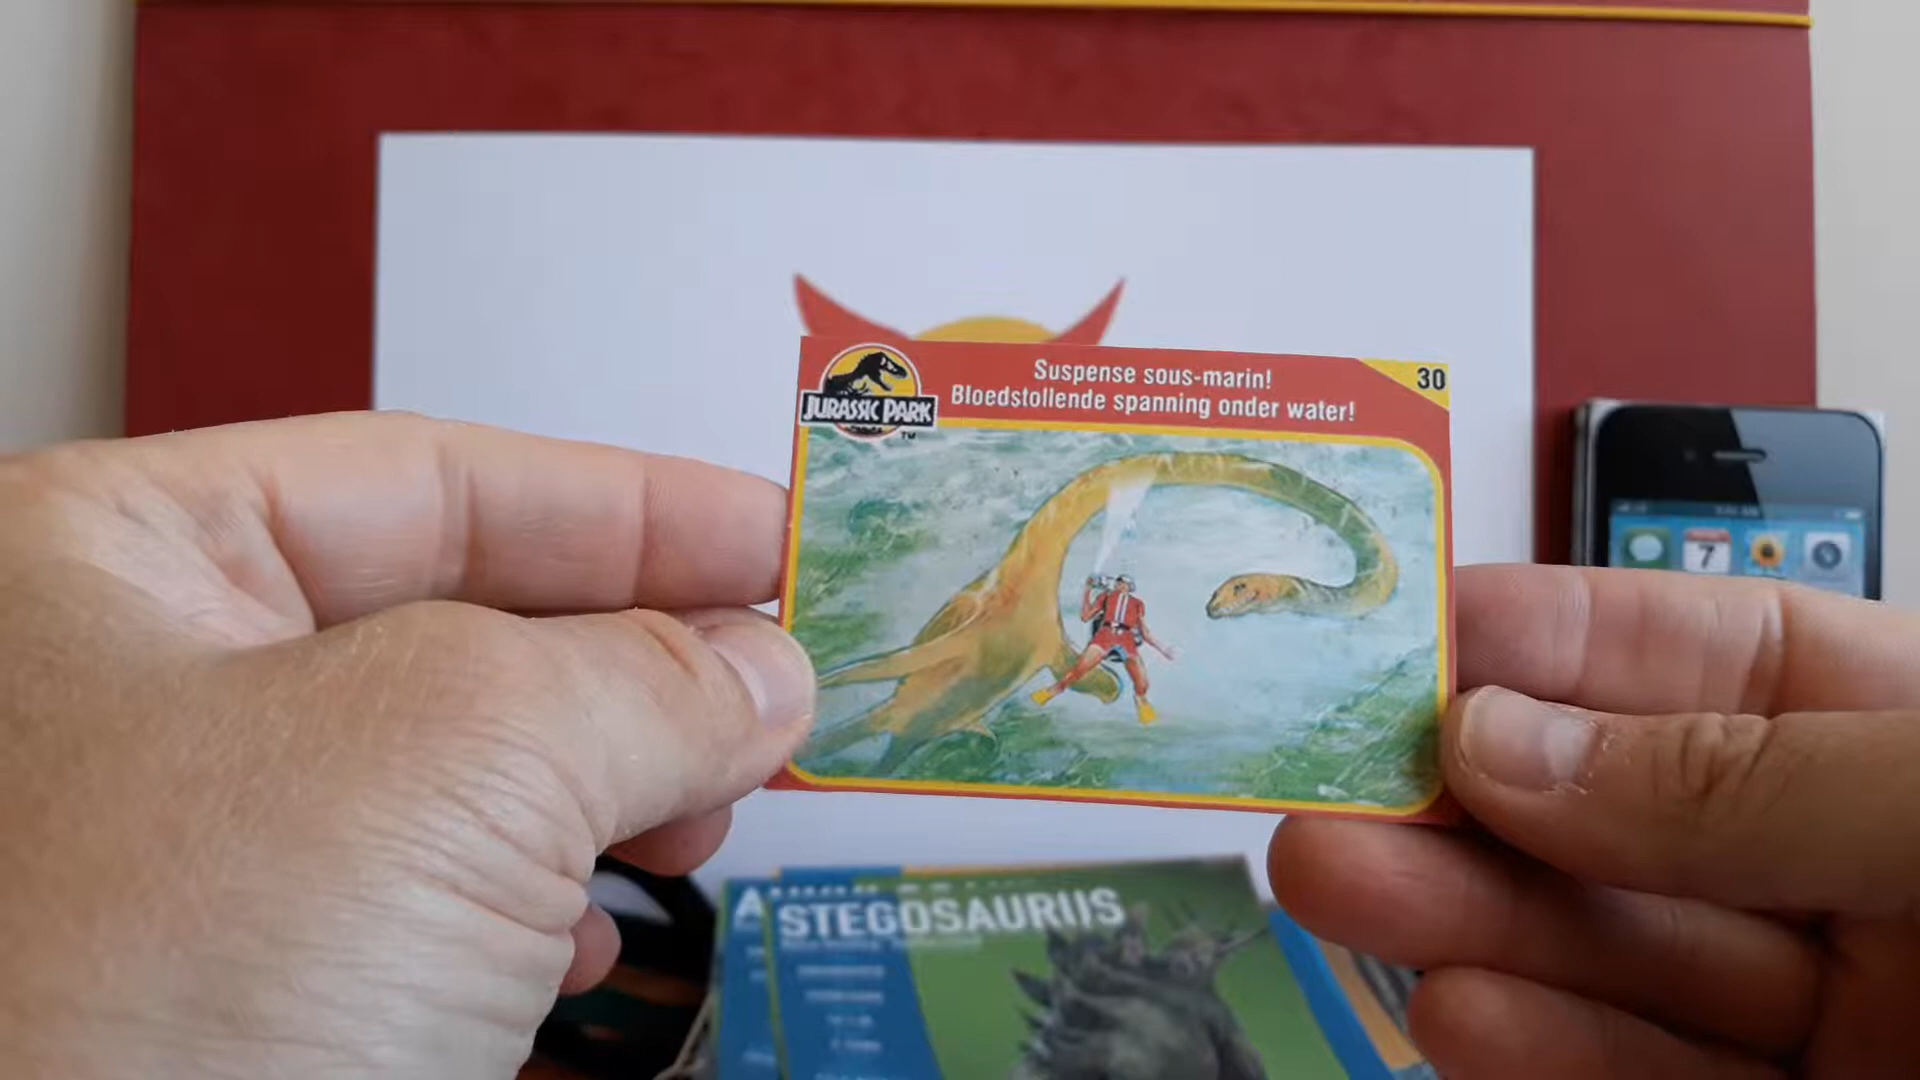 Suspense sous-marin!
Bloedstollende spanning onder water!
30
JURASSIC PARK
TM
7
STEGOSAURUS